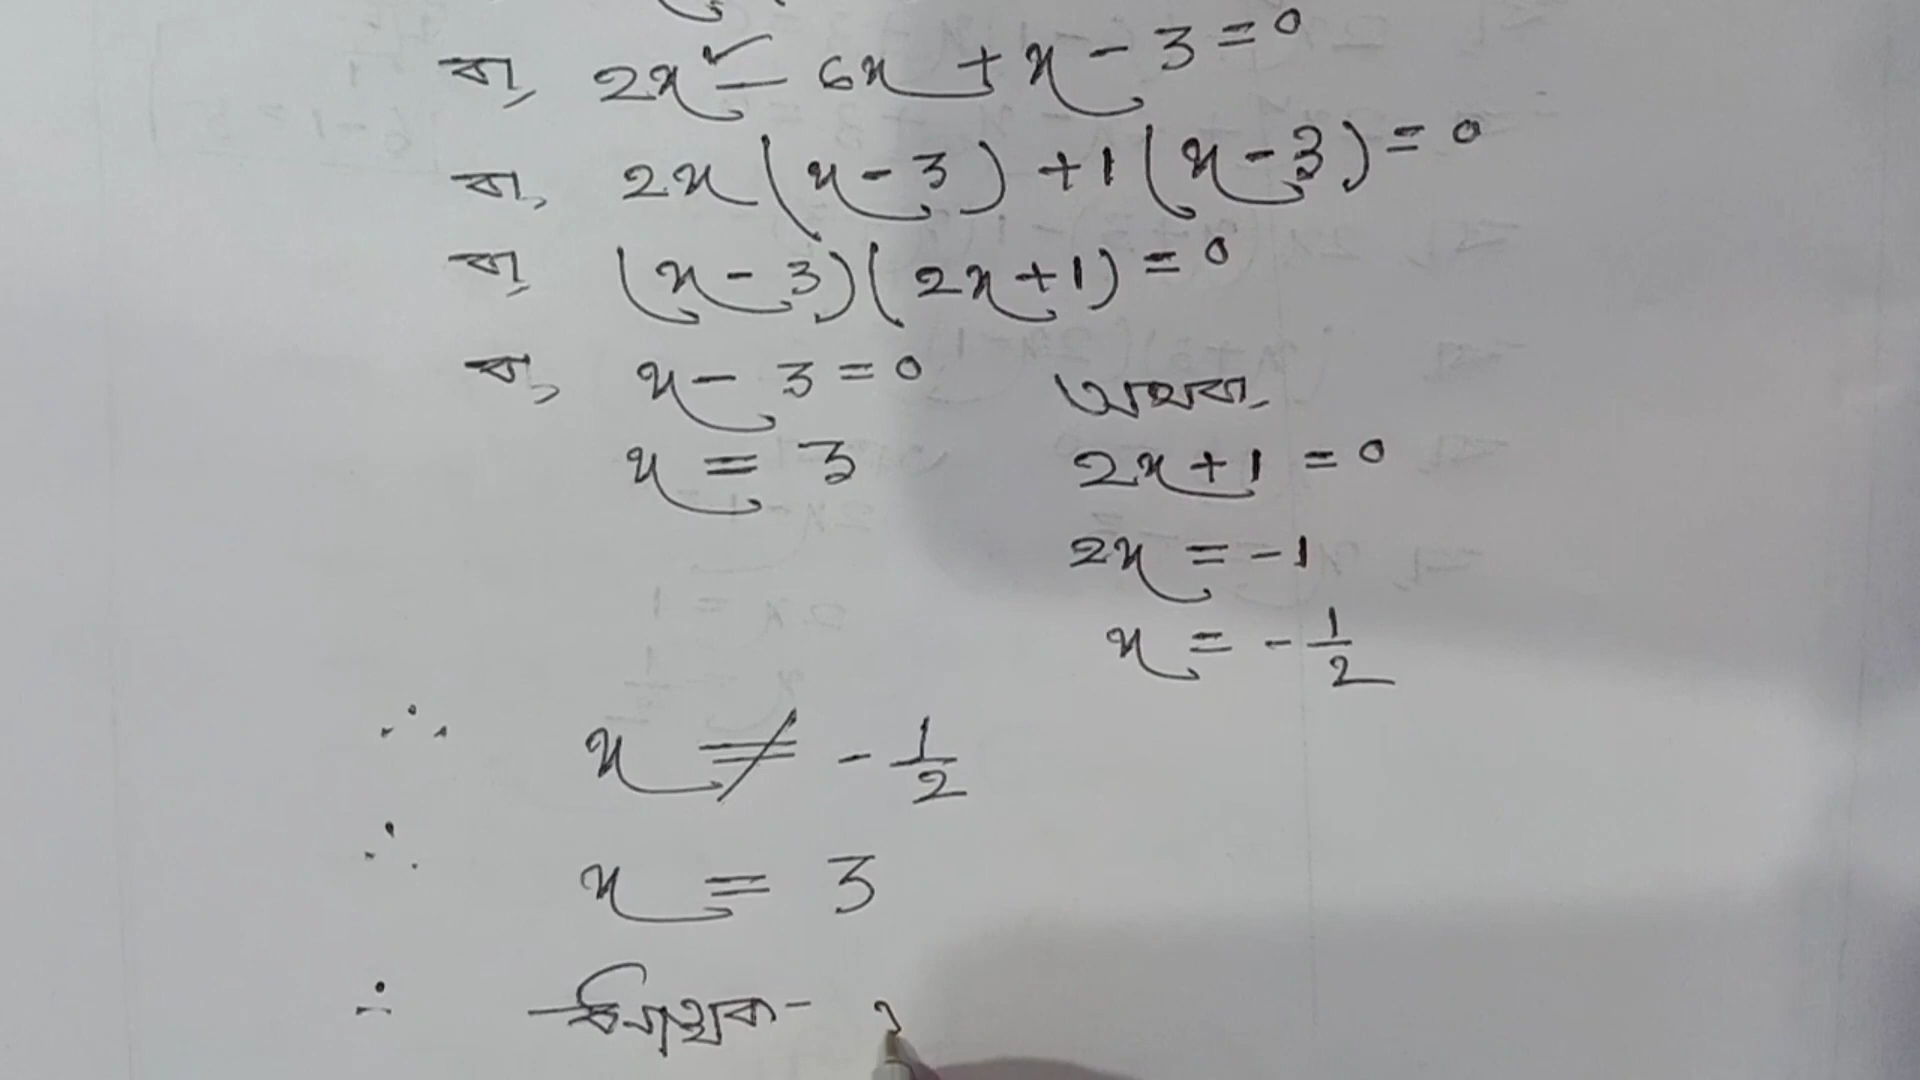 বা, 2x² - 6x + x - 3 = 0
বা, 2x(x - 3) + 1(x - 3) = 0
বা, (x - 3)(2x + 1) = 0
বা, x - 3 = 0
x = 3
অথবা,
2x + 1 = 0
2x = -1
x = -1/2
∴ x ≠ -1/2
∴ x = 3